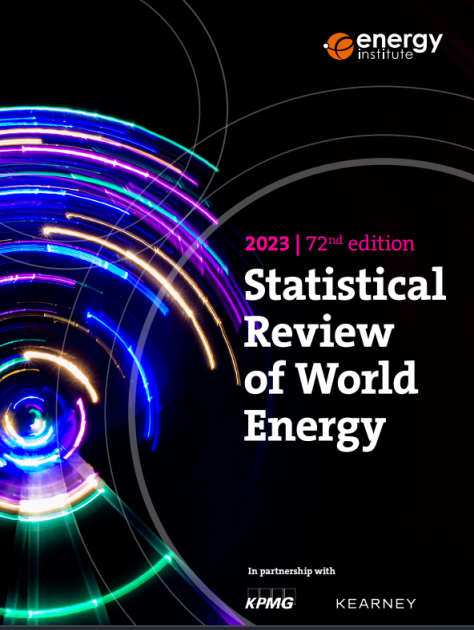 energy
institute
2023 | 72nd edition
Statistical
Review
of World
Energy
In partnership with
KPMG
KEARNEY